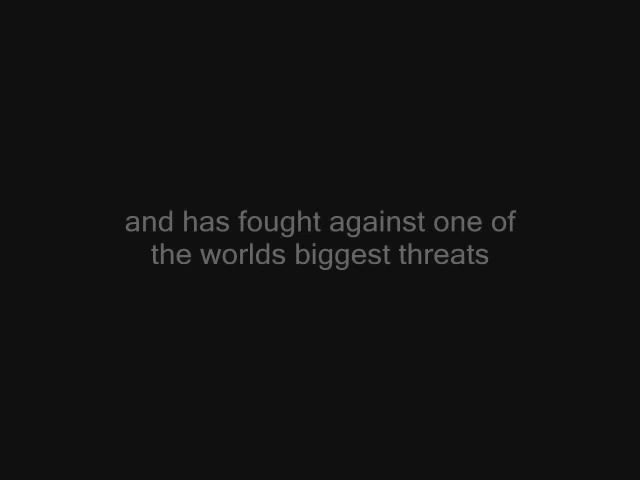 and has fought against one of
the worlds biggest threats